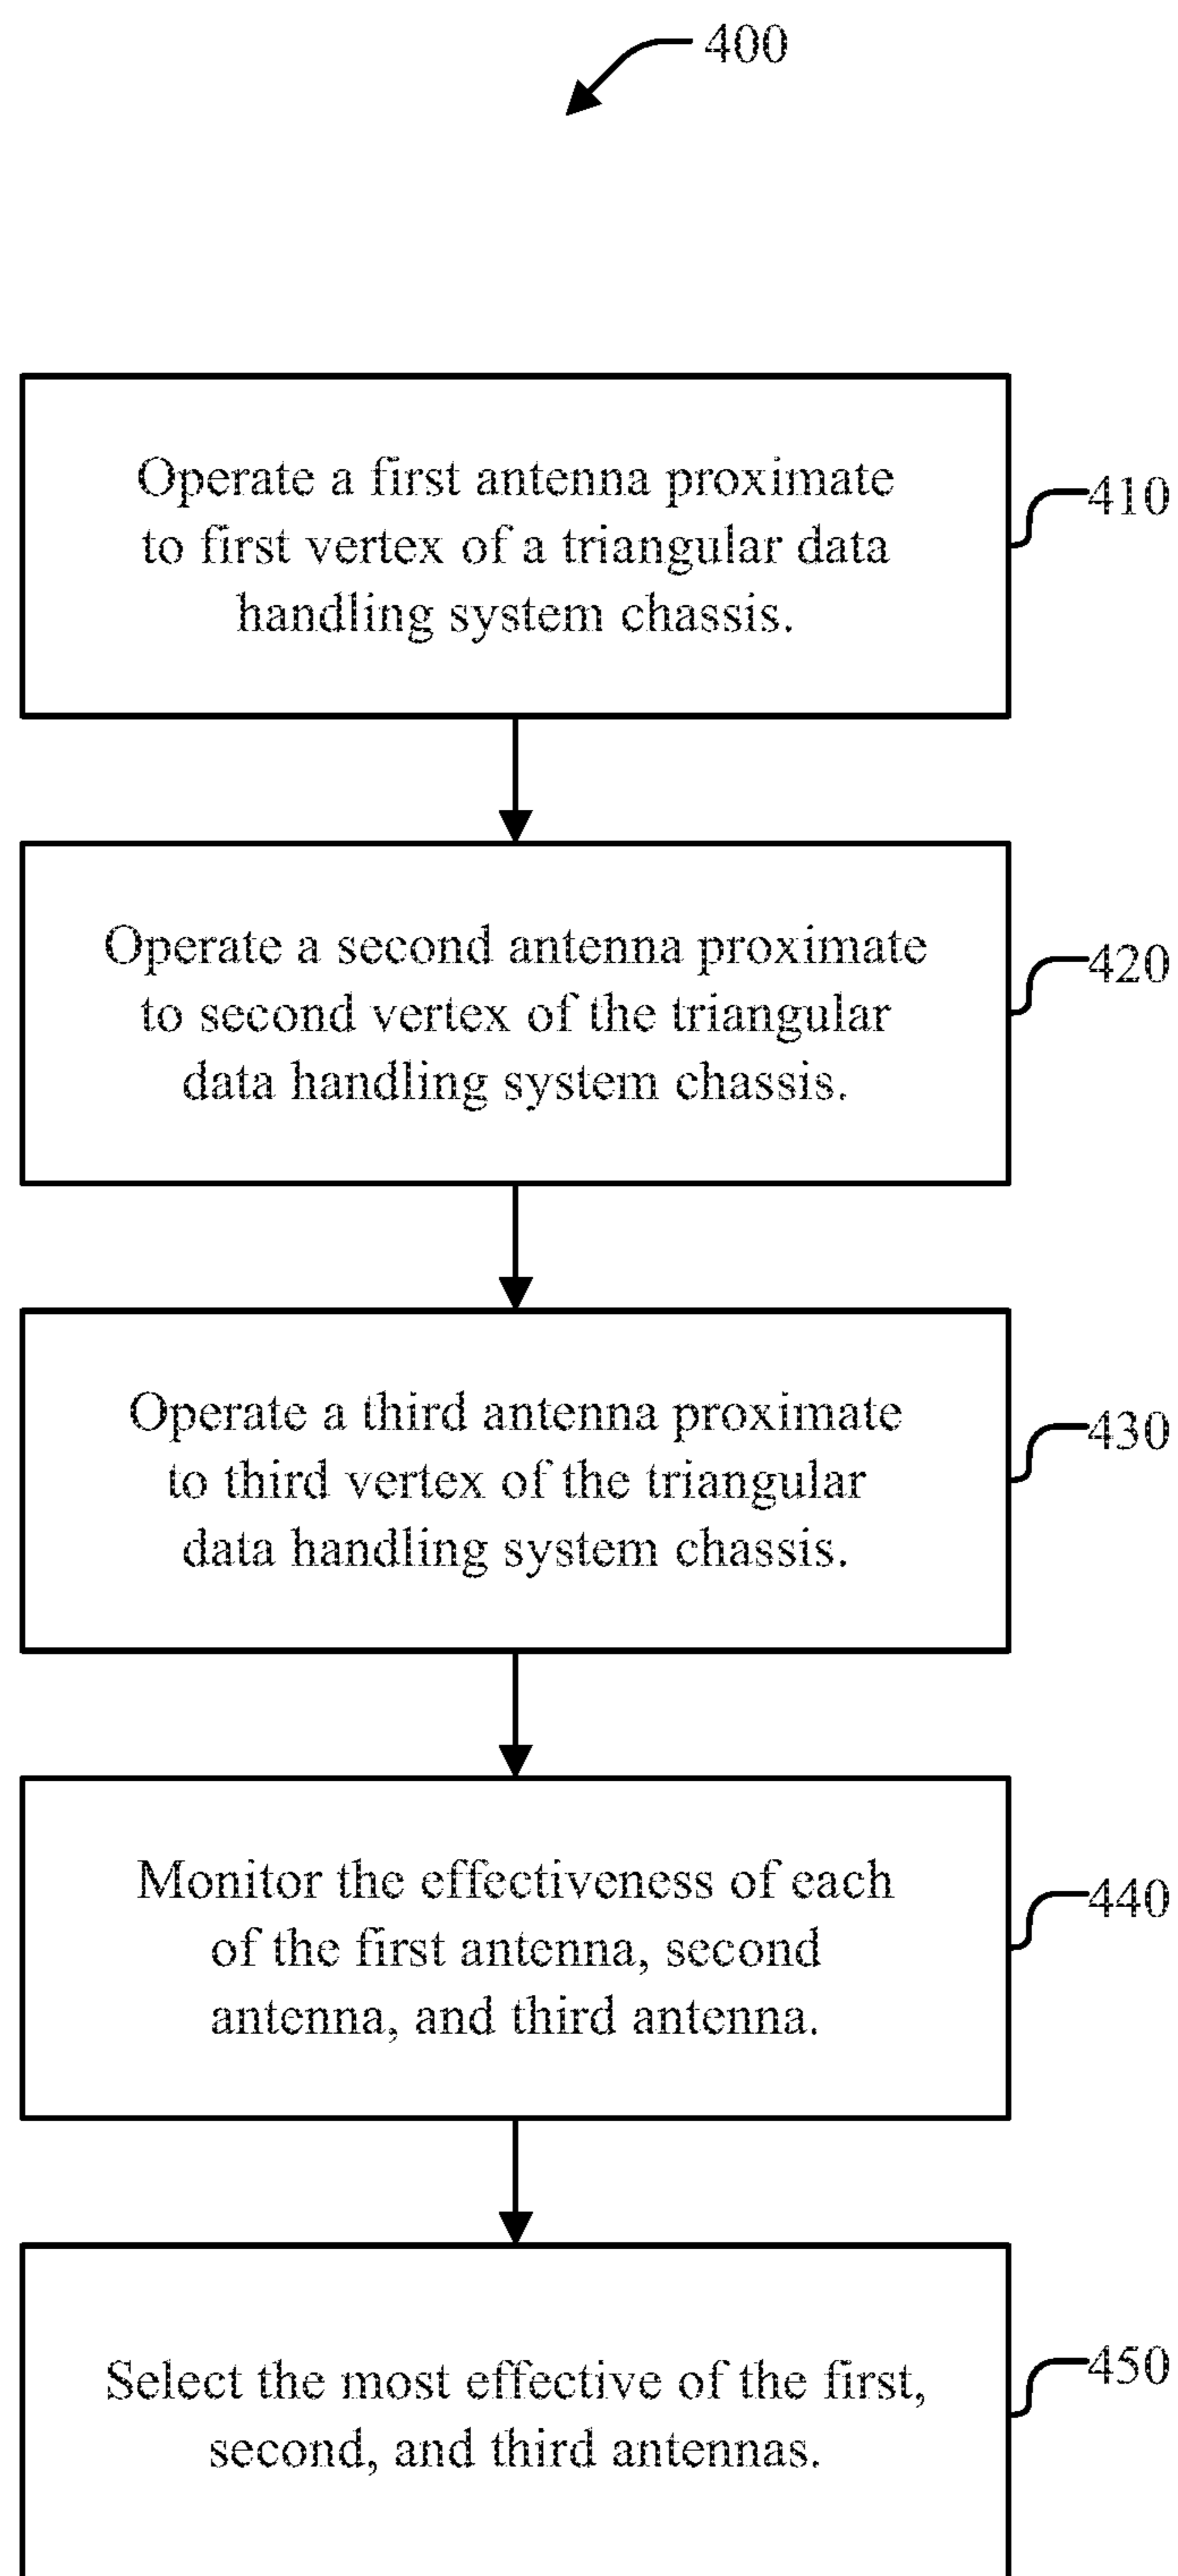 400
Operate a first antenna proximate
to first vertex of a triangular data
handling system chassis.
410
Operate a second antenna proximate
to second vertex of the triangular
data handling system chassis.
420
Operate a third antenna proximate
to third vertex of the triangular
data handling system chassis.
430
Monitor the effectiveness of each
of the first antenna, second
antenna, and third antenna.
440
Select the most effective of the first,
second, and third antennas.
450